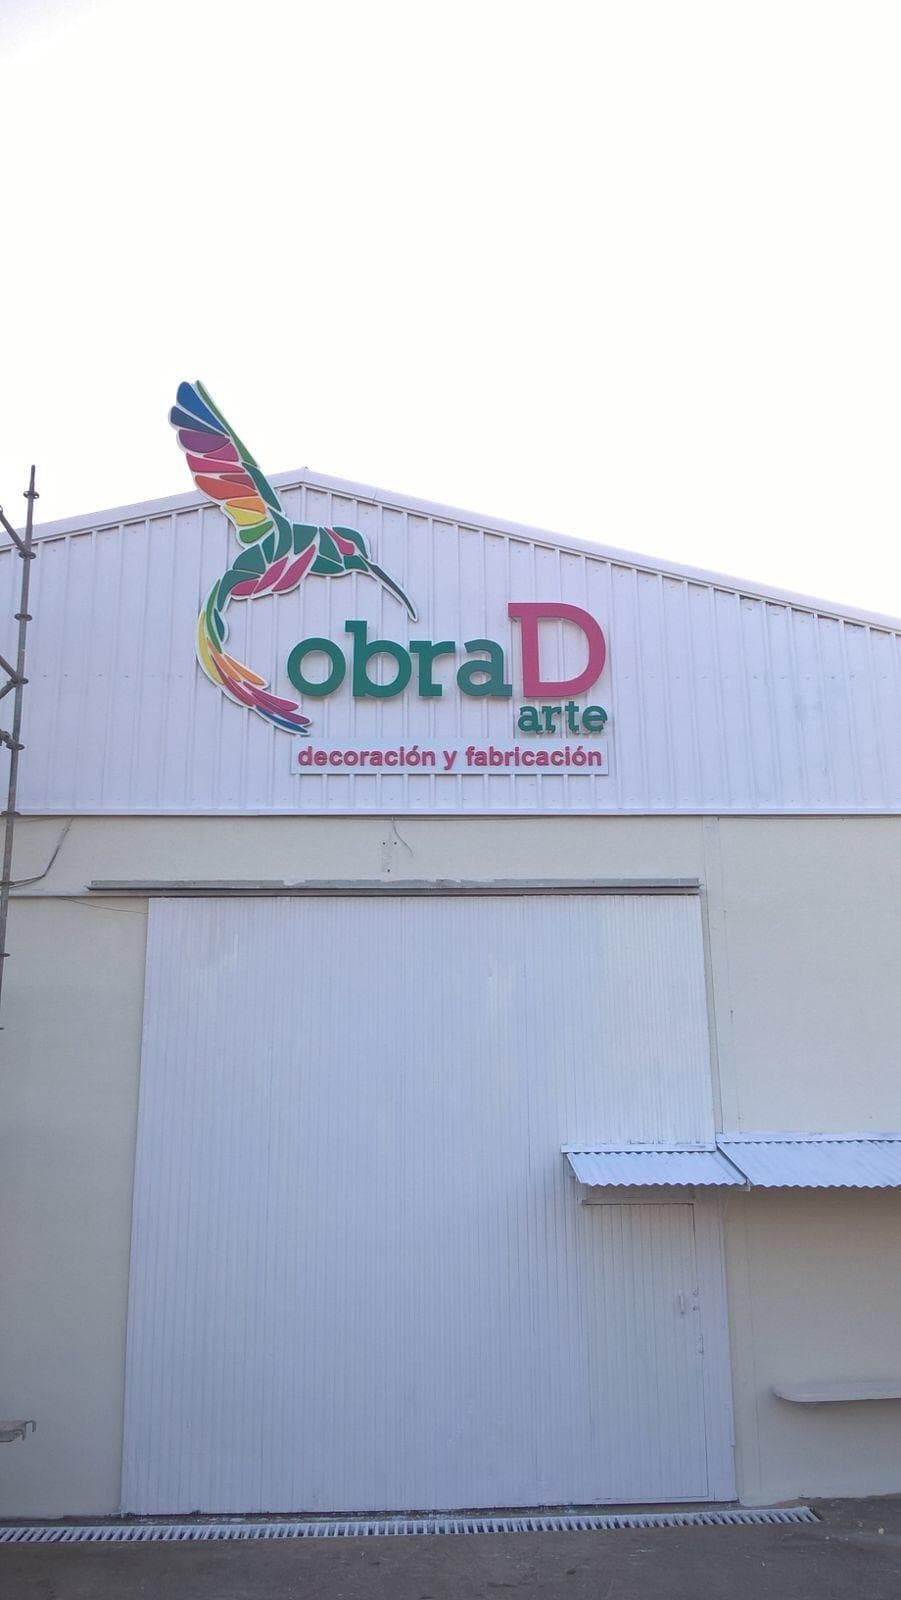 obraD
arte
decoración y fabricación